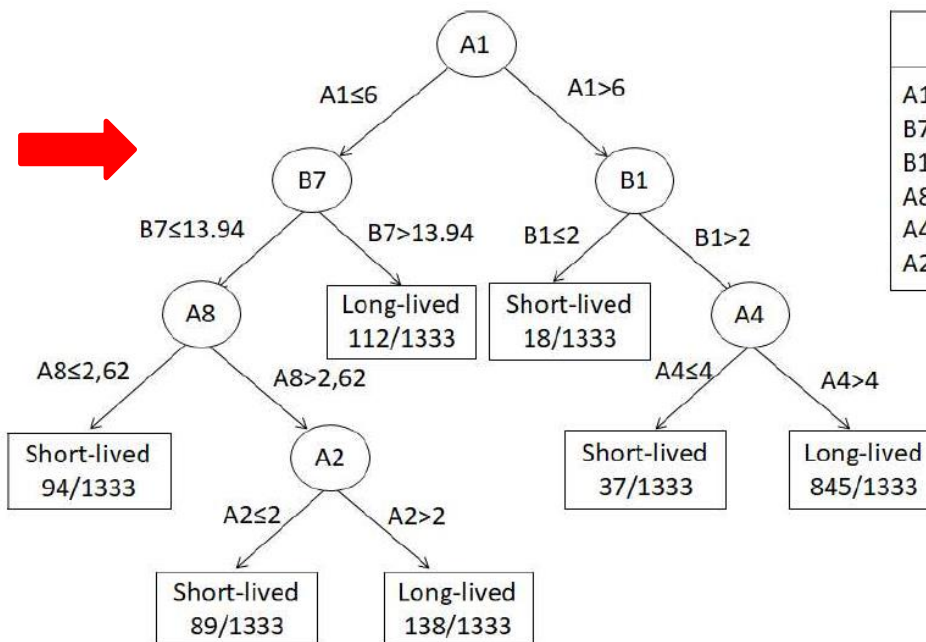 A1
A1≤6
A1>6
A1
B7
B1
A8
A4
A2
B7
B1
B7≤13.94
B7>13.94
B1≤2
B1>2
A8
Long-lived
112/1333
Short-lived
18/1333
A4
A8≤2,62
A8>2,62
A4≤4
A4>4
Short-lived
94/1333
A2
Short-lived
37/1333
Long-lived
845/1333
A2≤2
A2>2
Short-lived
89/1333
Long-lived
138/1333